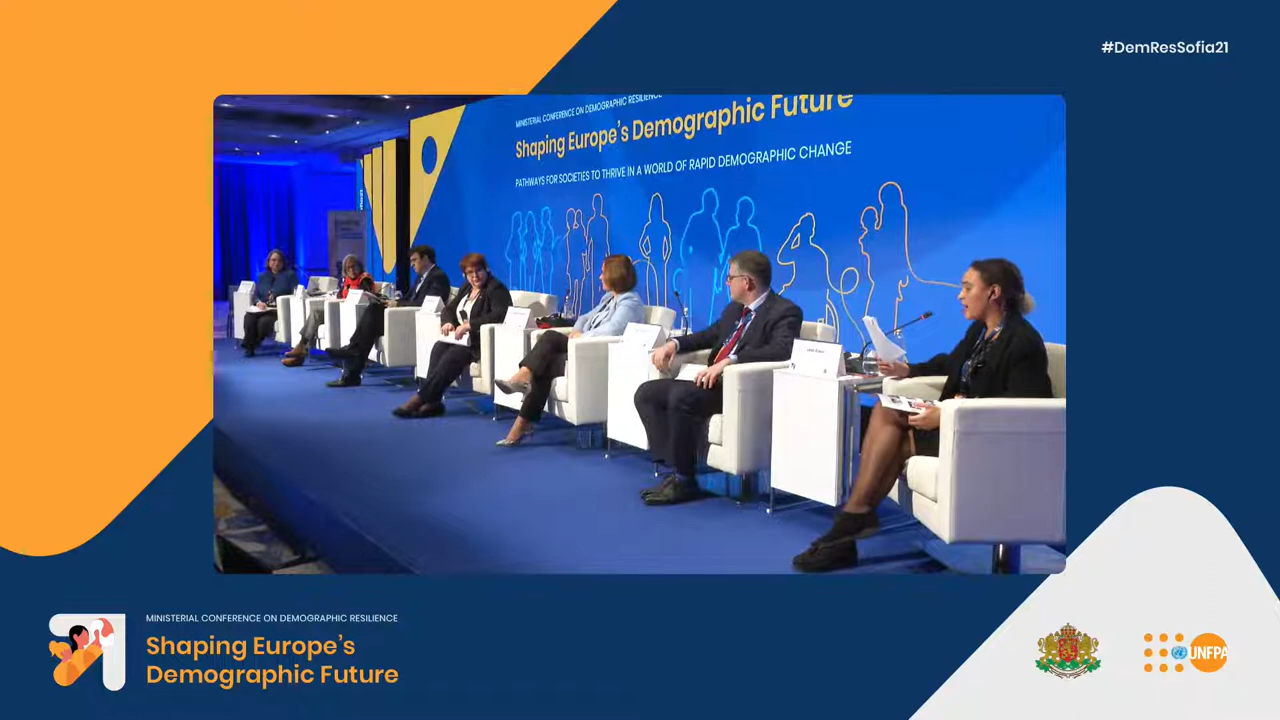 #DemResSofia21
MINISTERIAL CONFERENCE ON DEMOGRAPHIC RESILIENCE
Shaping Europe's Demographic Future
PATHWAYS FOR SOCIETIES TO THRIVE IN A WORLD OF RAPID DEMOGRAPHIC CHANGE
MINISTERIAL CONFERENCE ON DEMOGRAPHIC RESILIENCE
Shaping Europe's
Demographic Future
UNFPA